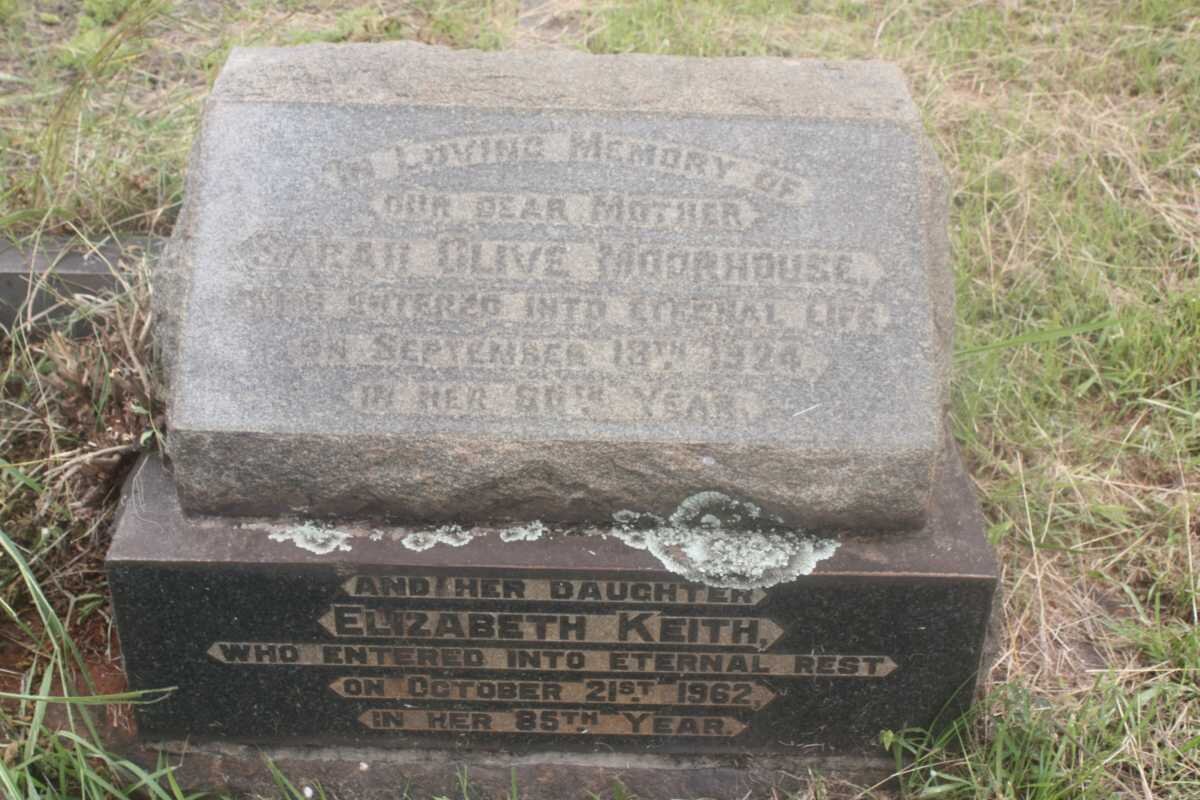 IN LOVING MEMORY OF
OUR DEAR MOTHER
SARAH OLIVE MOORHOUSE,
WHO ENTERED INTO ETERNAL LIFE
ON SEPTEMBER TH. 1924,
IN HER TH YEAR.
AND HER DAUGHTER
ELIZABETH KEITH,
WHO ENTERED INTO ETERNAL REST
ON OCTOBER 21ST. 1962,
IN HER 85TH YEAR.